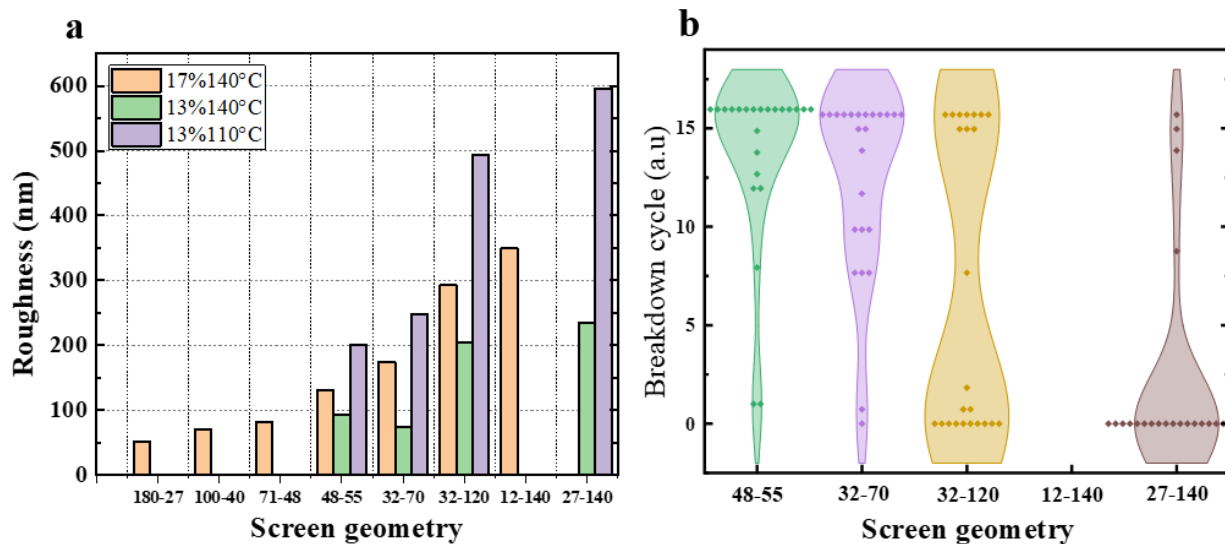 a
17%140°C
13%140°C
13%110°C
Roughness (nm)
600
500
400
300
200
100
0
180-27 100-40 71-48 48-55 32-70 32-120 12-140 27-140
Screen geometry
b
Breakdown cycle (a.u)
15
10
5
0
48-55 32-70 32-120 12-140 27-140
Screen geometry